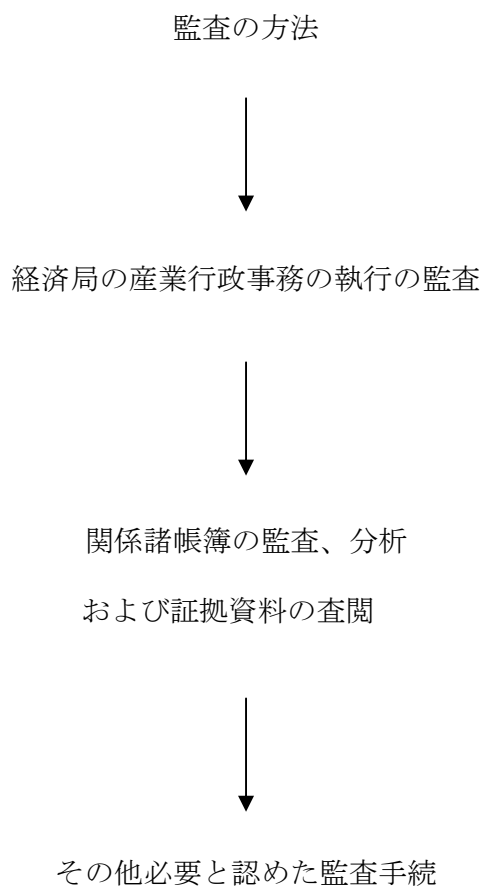 監査の方法
経済局の産業行政事務の執行の監査
関係諸帳簿の監査、分析
および証拠資料の査閲
その他必要と認めた監査手続